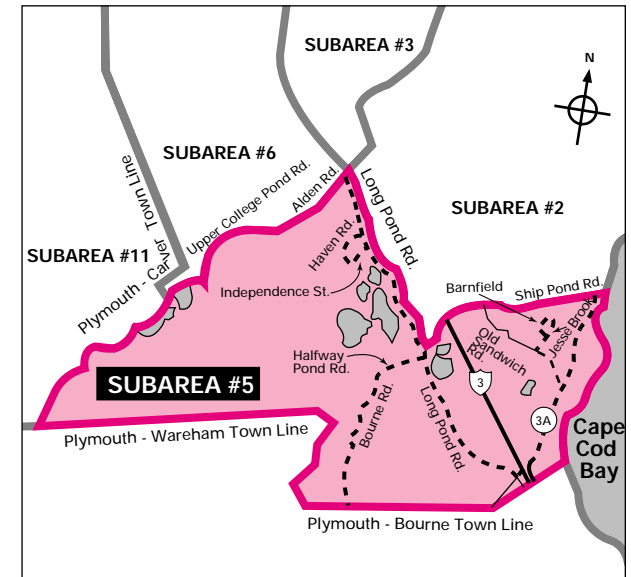 SUBAREA #3
N
SUBAREA #6
SUBAREA #2
SUBAREA #11
Plymouth - Carver Town Line
Upper College Pond Rd.
Alden Rd.
Long Pond Rd.
Haven Rd.
Independence St.
Barnfield
Ship Pond Rd.
Jesse Brook
Old
Sandwich
Rd.
Halfway
Pond Rd.
SUBAREA #5
3
Bourne Rd.
Long Pond Rd.
3A
Cape
Cod
Bay
Plymouth - Wareham Town Line
Plymouth - Bourne Town Line